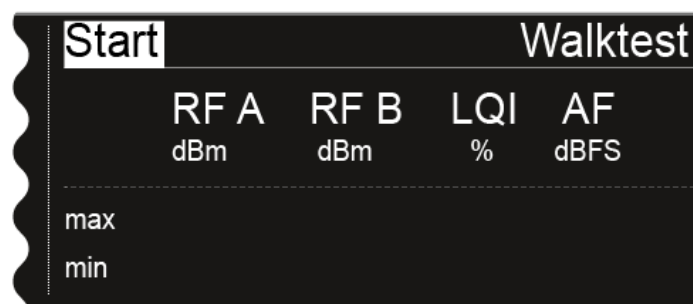 Start Walktest
RF A RF B LQI AF
dBm dBm % dBFS
max
min